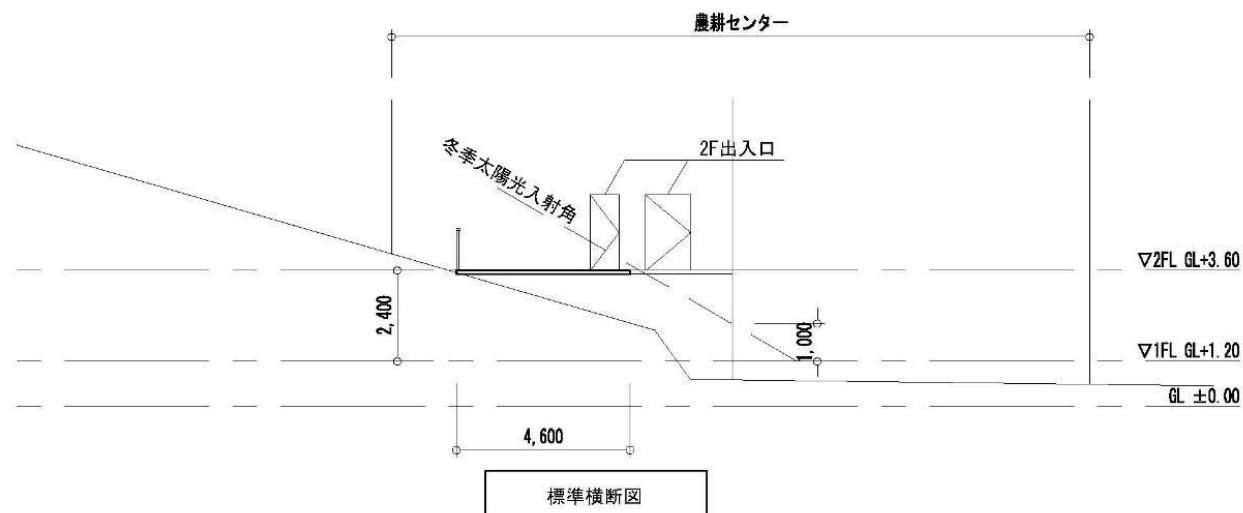 農耕センター
冬季太陽光入射角
2F出入口
▽2FL GL+3.60
2,400
1,000
▽1FL GL+1.20
GL ±0.00
4,600
標準横断図